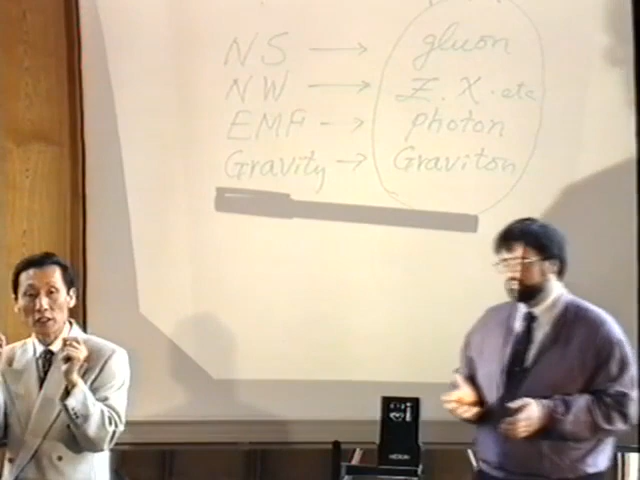 NS → gluon
NW → Z. X. etc
EMF → photon
Gravity → Graviton